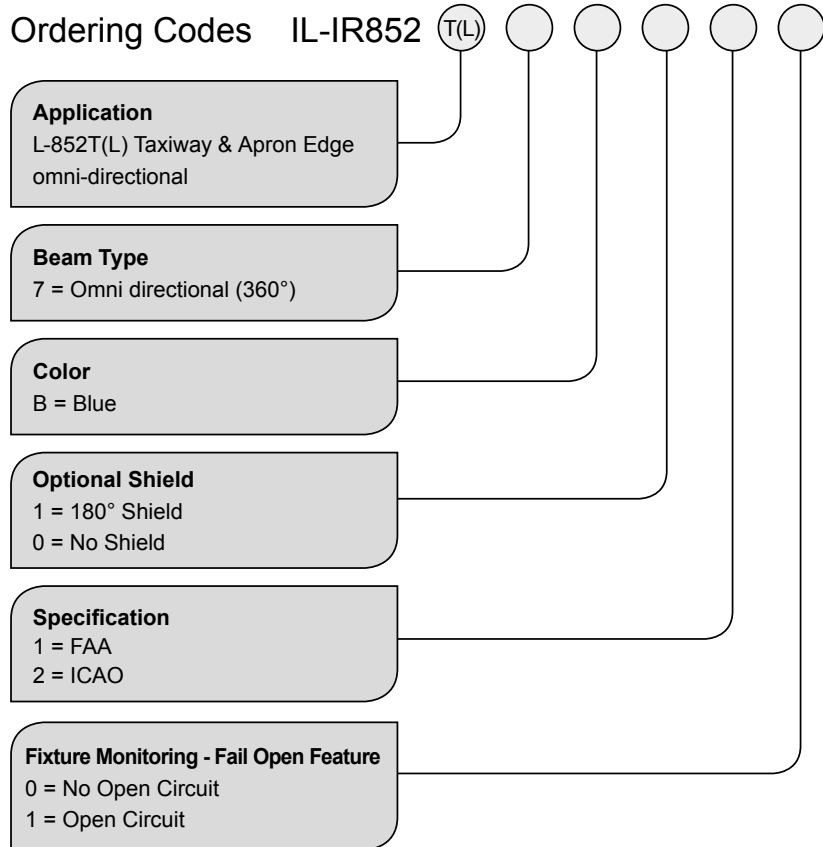 Ordering Codes IL-IR852 T(L)
Application
L-852T(L) Taxiway & Apron Edge
omni-directional
Beam Type
7 = Omni directional (360°)
Color
B = Blue
Optional Shield
1 = 180° Shield
0 = No Shield
Specification
1 = FAA
2 = ICAO
Fixture Monitoring - Fail Open Feature
0 = No Open Circuit
1 = Open Circuit